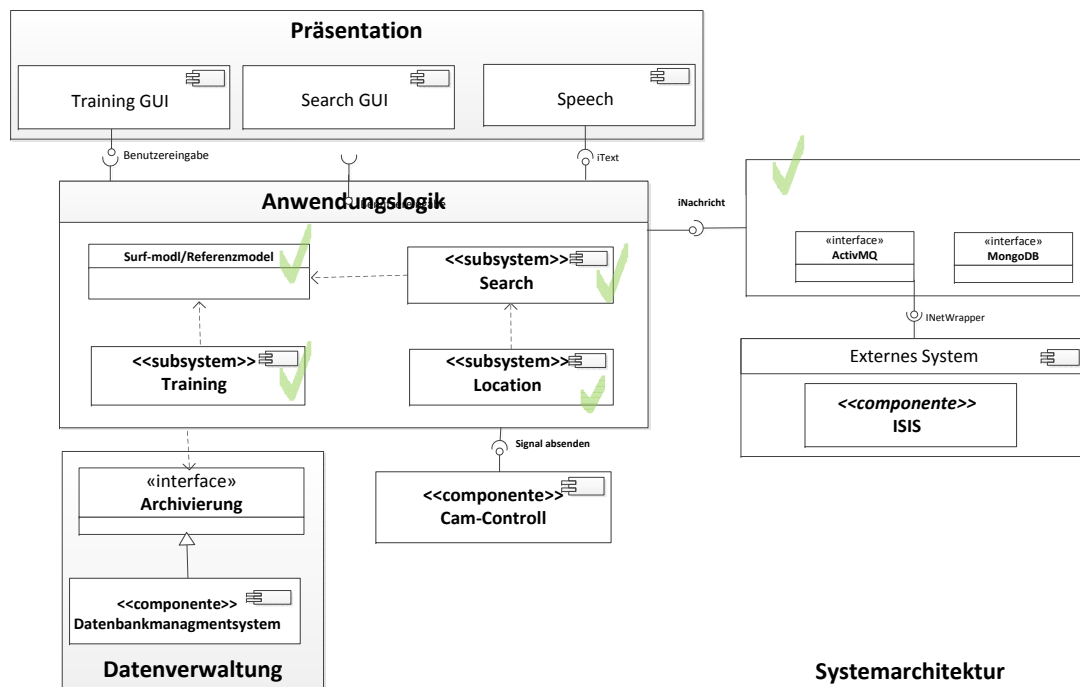 Präsentation
Training GUI
Search GUI
Speech
Benutzereingabe
iText
Anwendungslogik
Benutzereingabe
iNachricht
Surf-modl/Referenzmodel
<<subsystem>>
Search
<<subsystem>>
Training
<<subsystem>>
Location
«interface»
ActivMQ
«interface»
MongoDB
INetWrapper
Externes System
<<componente>>
ISIS
Signal absenden
<<componente>>
Cam-Controll
«interface»
Archivierung
<<componente>>
Datenbankmanagmentsystem
Datenverwaltung
Systemarchitektur